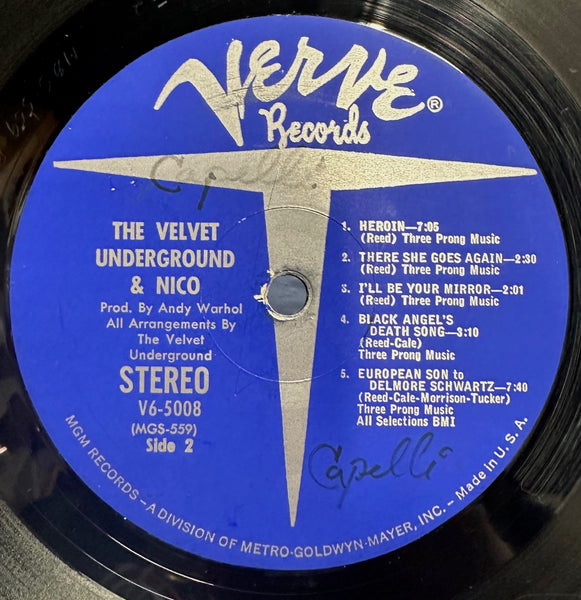 Verve®
Records
Capelli
THE VELVET
UNDERGROUND
& NICO
Prod. By Andy Warhol
All Arrangements By
The Velvet
Underground
STEREO
V6-5008
(MGS-559)
Side 2
1. HEROIN—7:05
(Reed) Three Prong Music
2. THERE SHE GOES AGAIN—2:30
(Reed) Three Prong Music
3. I'LL BE YOUR MIRROR—2:01
(Reed) Three Prong Music
4. BLACK ANGEL'S
DEATH SONG—3:10
(Reed-Cale)
Three Prong Music
5. EUROPEAN SON to
DELMORE SCHWARTZ—7:40
(Reed-Cale-Morrison-Tucker)
Three Prong Music
All Selections BMI
Capelli
MGM RECORDS – A DIVISION OF METRO-GOLDWYN-MAYER, INC. – Made in U.S.A.